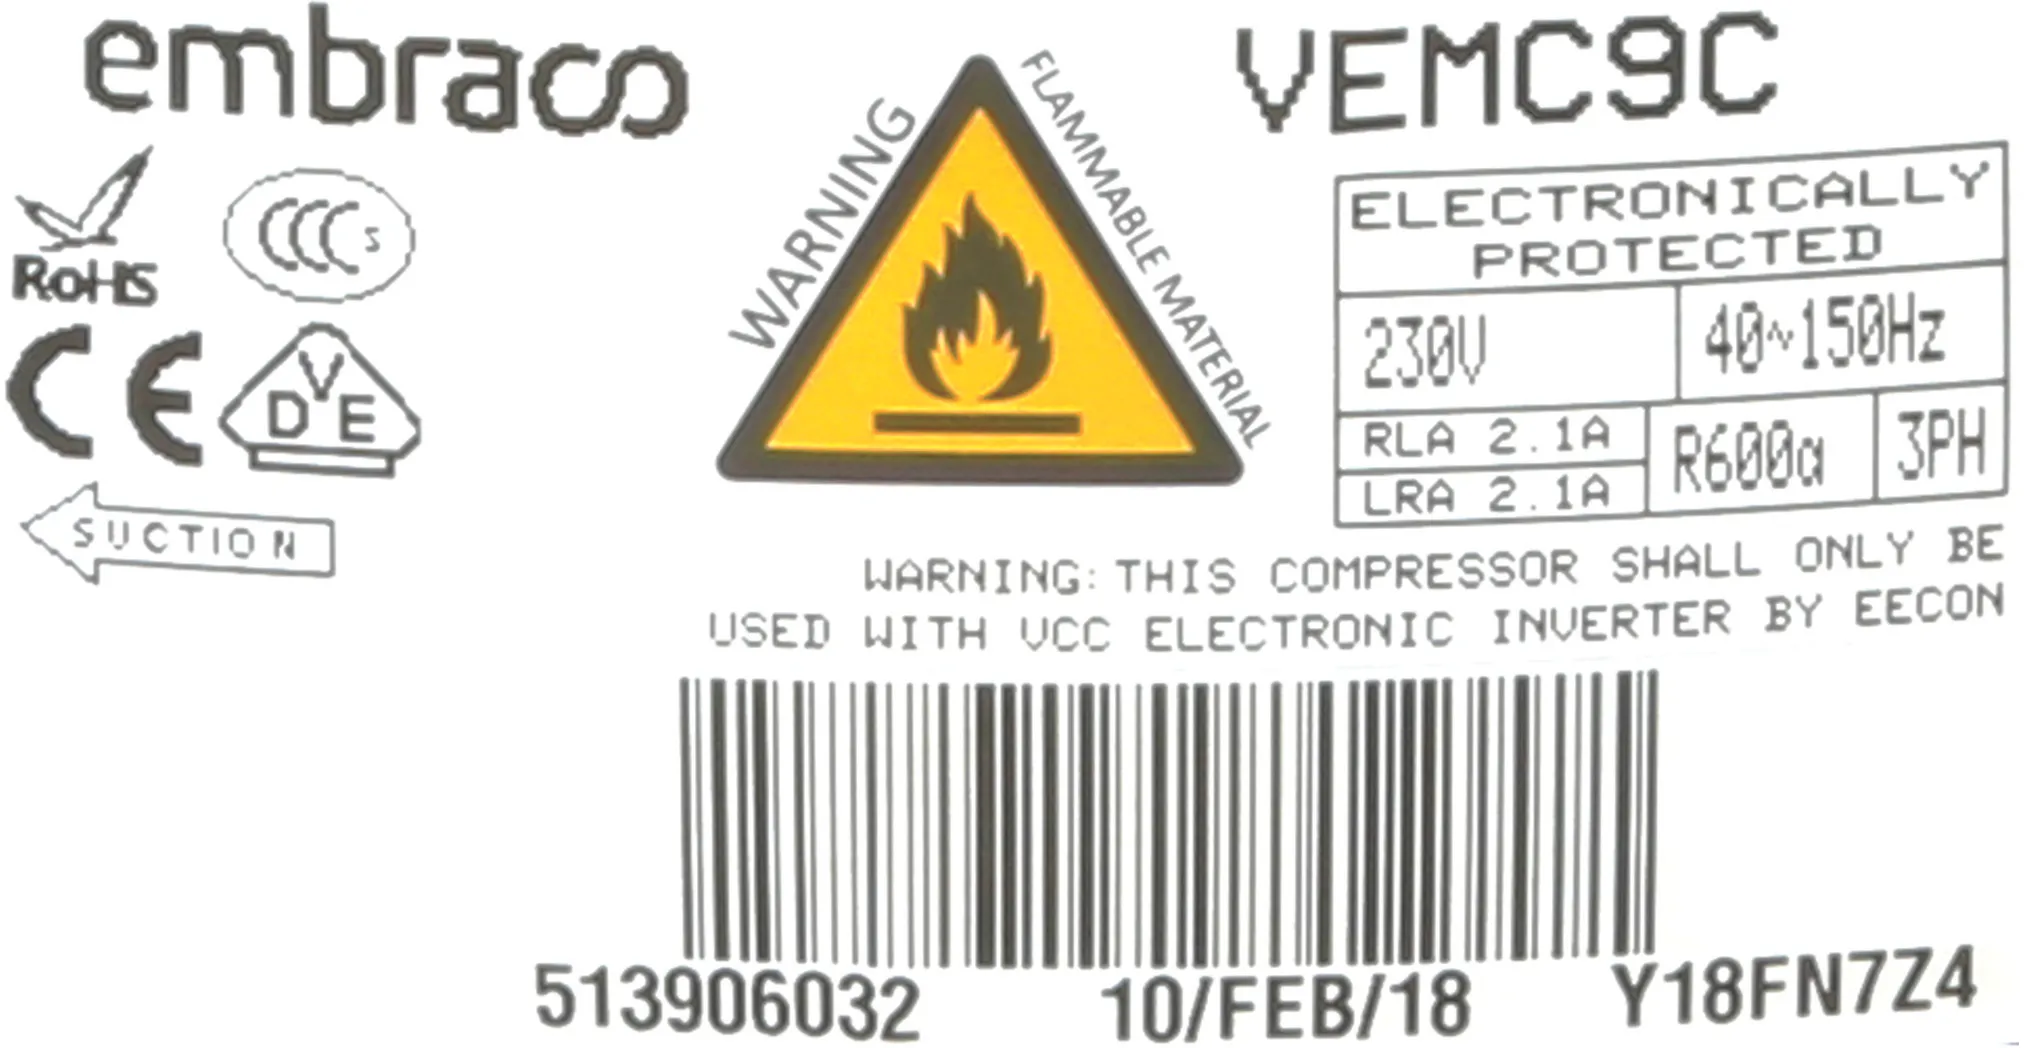 embraco
VEMC9C
WARNING
FLAMMABLE MATERIAL
RoHS
CCC S
CE
VDE
SUCTION
ELECTRONICALLY
PROTECTED
230V
40~150Hz
RLA 2.1A
LRA 2.1A
R600a
3PH
WARNING: THIS COMPRESSOR SHALL ONLY BE
USED WITH VCC ELECTRONIC INVERTER BY EECON
513906032 10/FEB/18 Y18FN7Z4